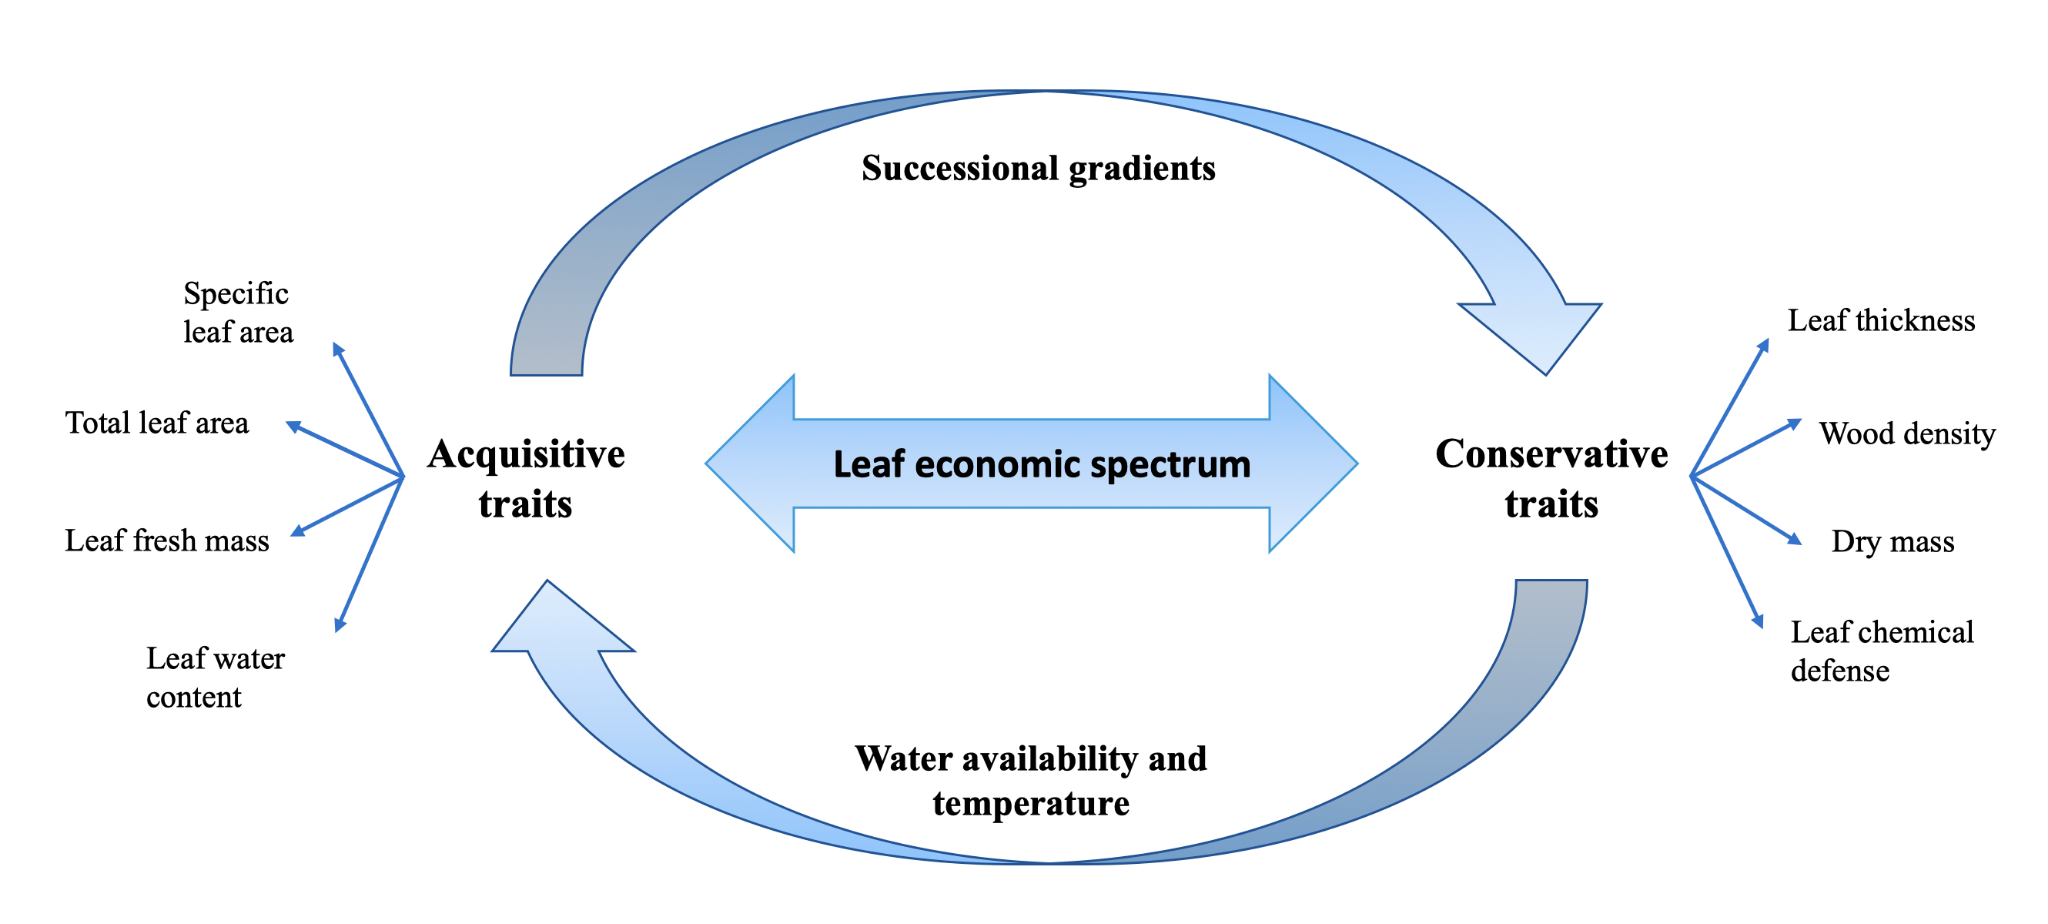 Successional gradients
Specific
leaf area
Total leaf area
Leaf fresh mass
Leaf water
content
Acquisitive
traits
Leaf economic spectrum
Conservative
traits
Leaf thickness
Wood density
Dry mass
Leaf chemical
defense
Water availability and
temperature